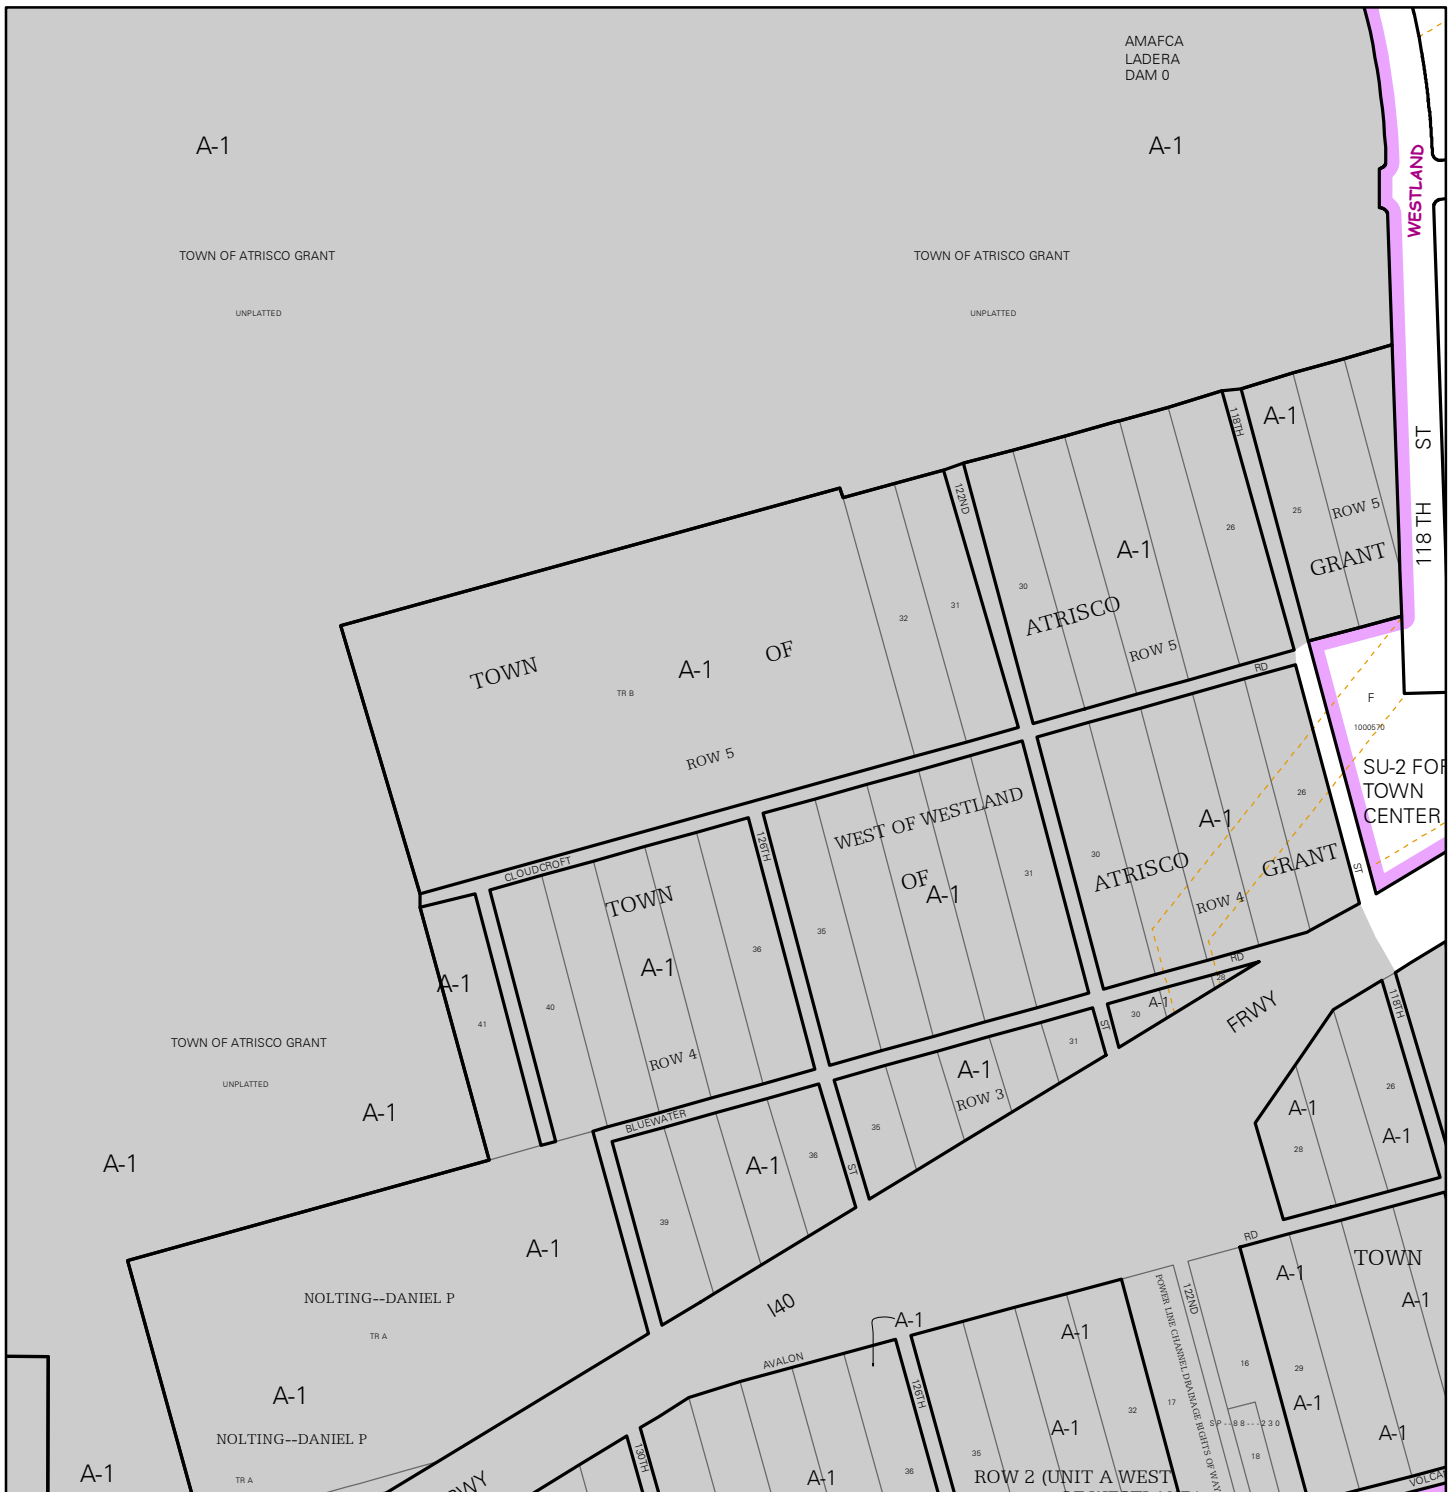 AMAFCA
LADERA
DAM 0
A-1
A-1
WESTLAND
TOWN OF ATRISCO GRANT
TOWN OF ATRISCO GRANT
UNPLATTED
UNPLATTED
118TH
A-1
118 TH ST
122ND
25
ROW 5
26
A-1
GRANT
30
ATRISCO
31
32
ROW 5
OF
TOWN
A-1
TR B
RD
F
1000570
ROW 5
SU-2 FOR
TOWN
CENTER
26
WEST OF WESTLAND
A-1
126TH
30
GRANT
CLOUDCROFT
ATRISCO
ST
31
OF
A-1
TOWN
ROW 4
35
36
A-1
RD
28
A-1
A-1
40
30
FRWY
118TH
41
ST
31
TOWN OF ATRISCO GRANT
ROW 4
A-1
UNPLATTED
26
ROW 3
A-1
A-1
BLUEWATER
35
A-1
28
36
A-1
A-1
ST
39
RD
A-1
TOWN
A-1
NOLTING--DANIEL P
122ND
A-1
I40
A-1
TR A
A-1
AVALON
16
29
POWER LINE CHANNEL DRAINAGE RIGHTS OF WAY
A-1
126TH
17
A-1
32
SP--88---230
A-1
A-1
NOLTING--DANIEL P
130TH
35
18
A-1
TR A
A-1
36
ROW 2 (UNIT A WEST